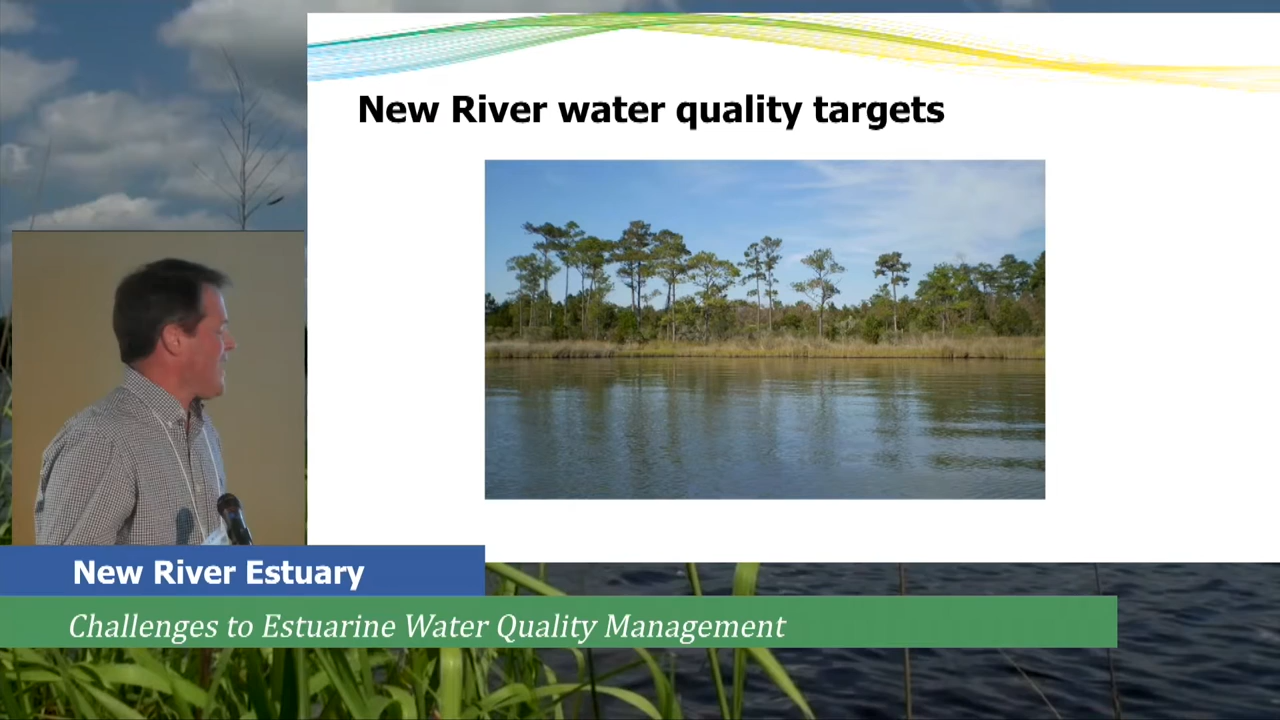 New River water quality targets
New River Estuary
Challenges to Estuarine Water Quality Management